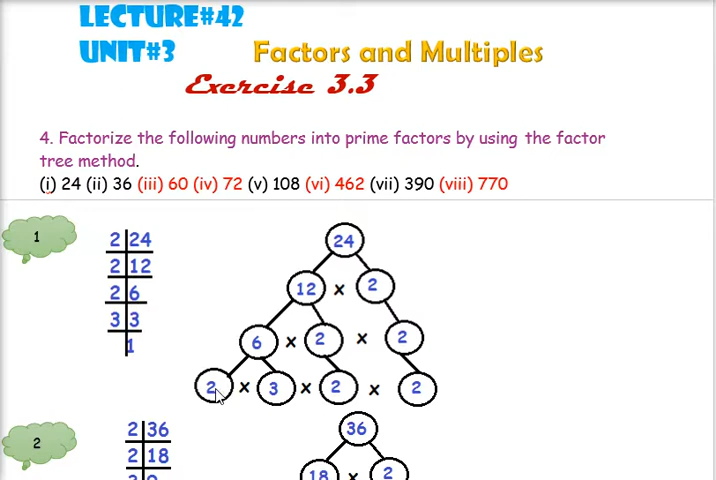 LECTURE#42
UNIT#3 Factors and Multiples
Exercise 3.3
4. Factorize the following numbers into prime factors by using the factor
tree method.
(i) 24 (ii) 36 (iii) 60 (iv) 72 (v) 108 (vi) 462 (vii) 390 (viii) 770
1
2 24
2 12
2 6
3 3
1
24
12 x 2
6 x 2 x 2
2 x 3 x 2 x 2
2
2 36
2 18
36
18 x 2